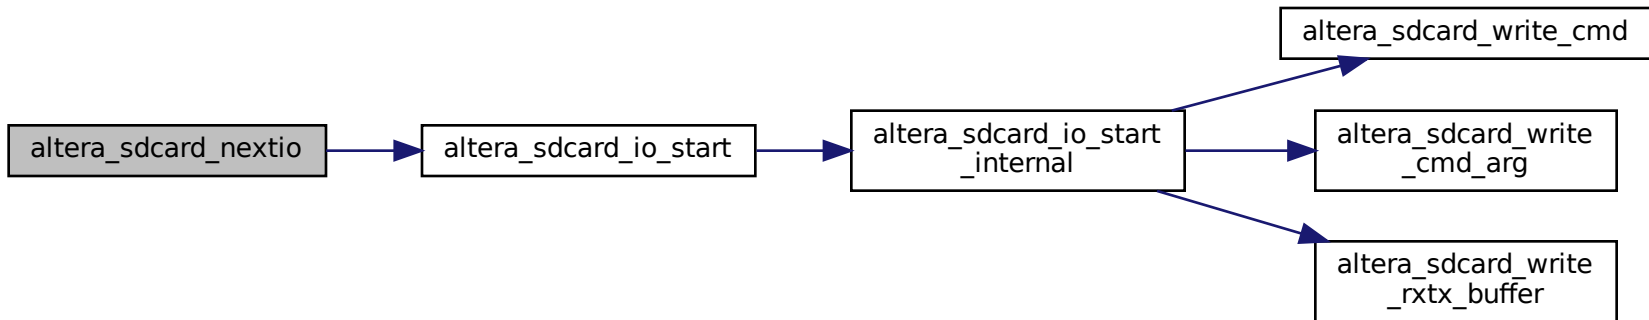 altera_sdcard_write_cmd
altera_sdcard_nextio
altera_sdcard_io_start
altera_sdcard_io_start
_internal
altera_sdcard_write
_cmd_arg
altera_sdcard_write
_rxtx_buffer